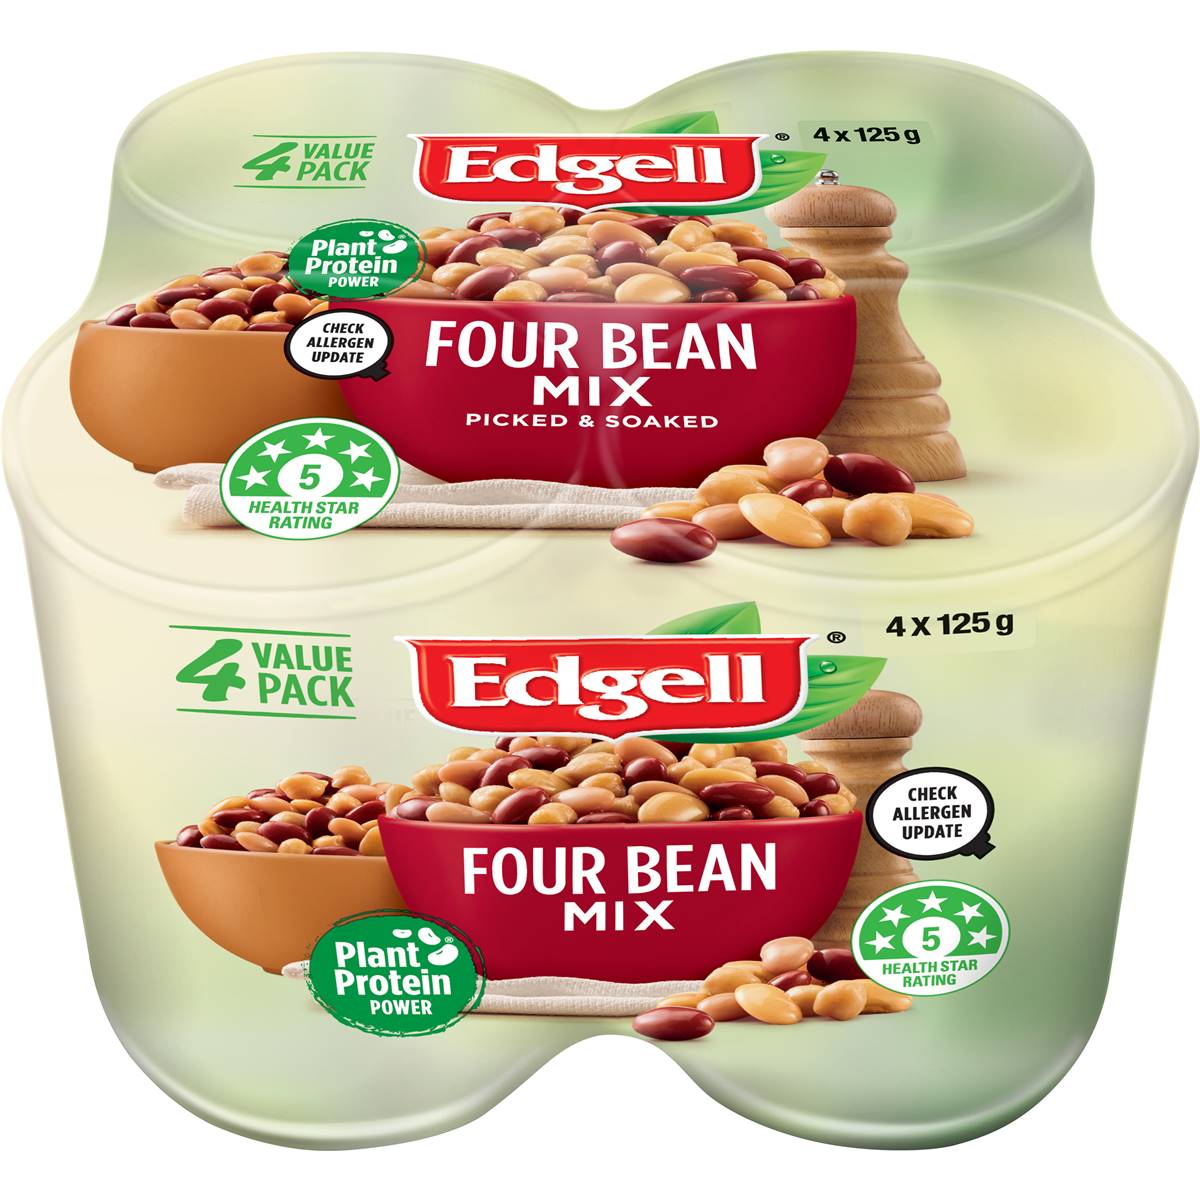 4 VALUE
PACK
Edgell
®
4 x 125 g
Plant
Protein
POWER
CHECK
ALLERGEN
UPDATE
FOUR BEAN
MIX
PICKED & SOAKED
5
HEALTH STAR
RATING
4 VALUE
PACK
Edgell
®
4 X 125 g
CHECK
ALLERGEN
UPDATE
FOUR BEAN
MIX
Plant
Protein®
POWER
5
HEALTH STAR
RATING